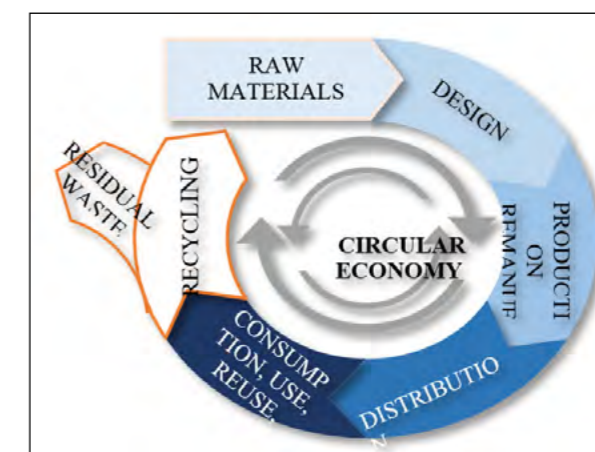 RAW
MATERIALS
DESIGN
PRODUCTI
ON
REMANUF
DISTRIBUTIO
N
CONSUMP
TION, USE,
REUSE,
RECYCLING
RESIDUAL
WASTE
CIRCULAR
ECONOMY